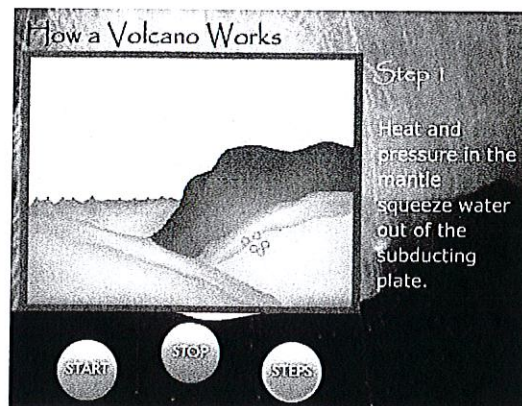 How a Volcano Works
Step 1
Heat and
pressure in the
mantle
squeeze water
out of the
subducting
plate.
START
STOP
STEPS